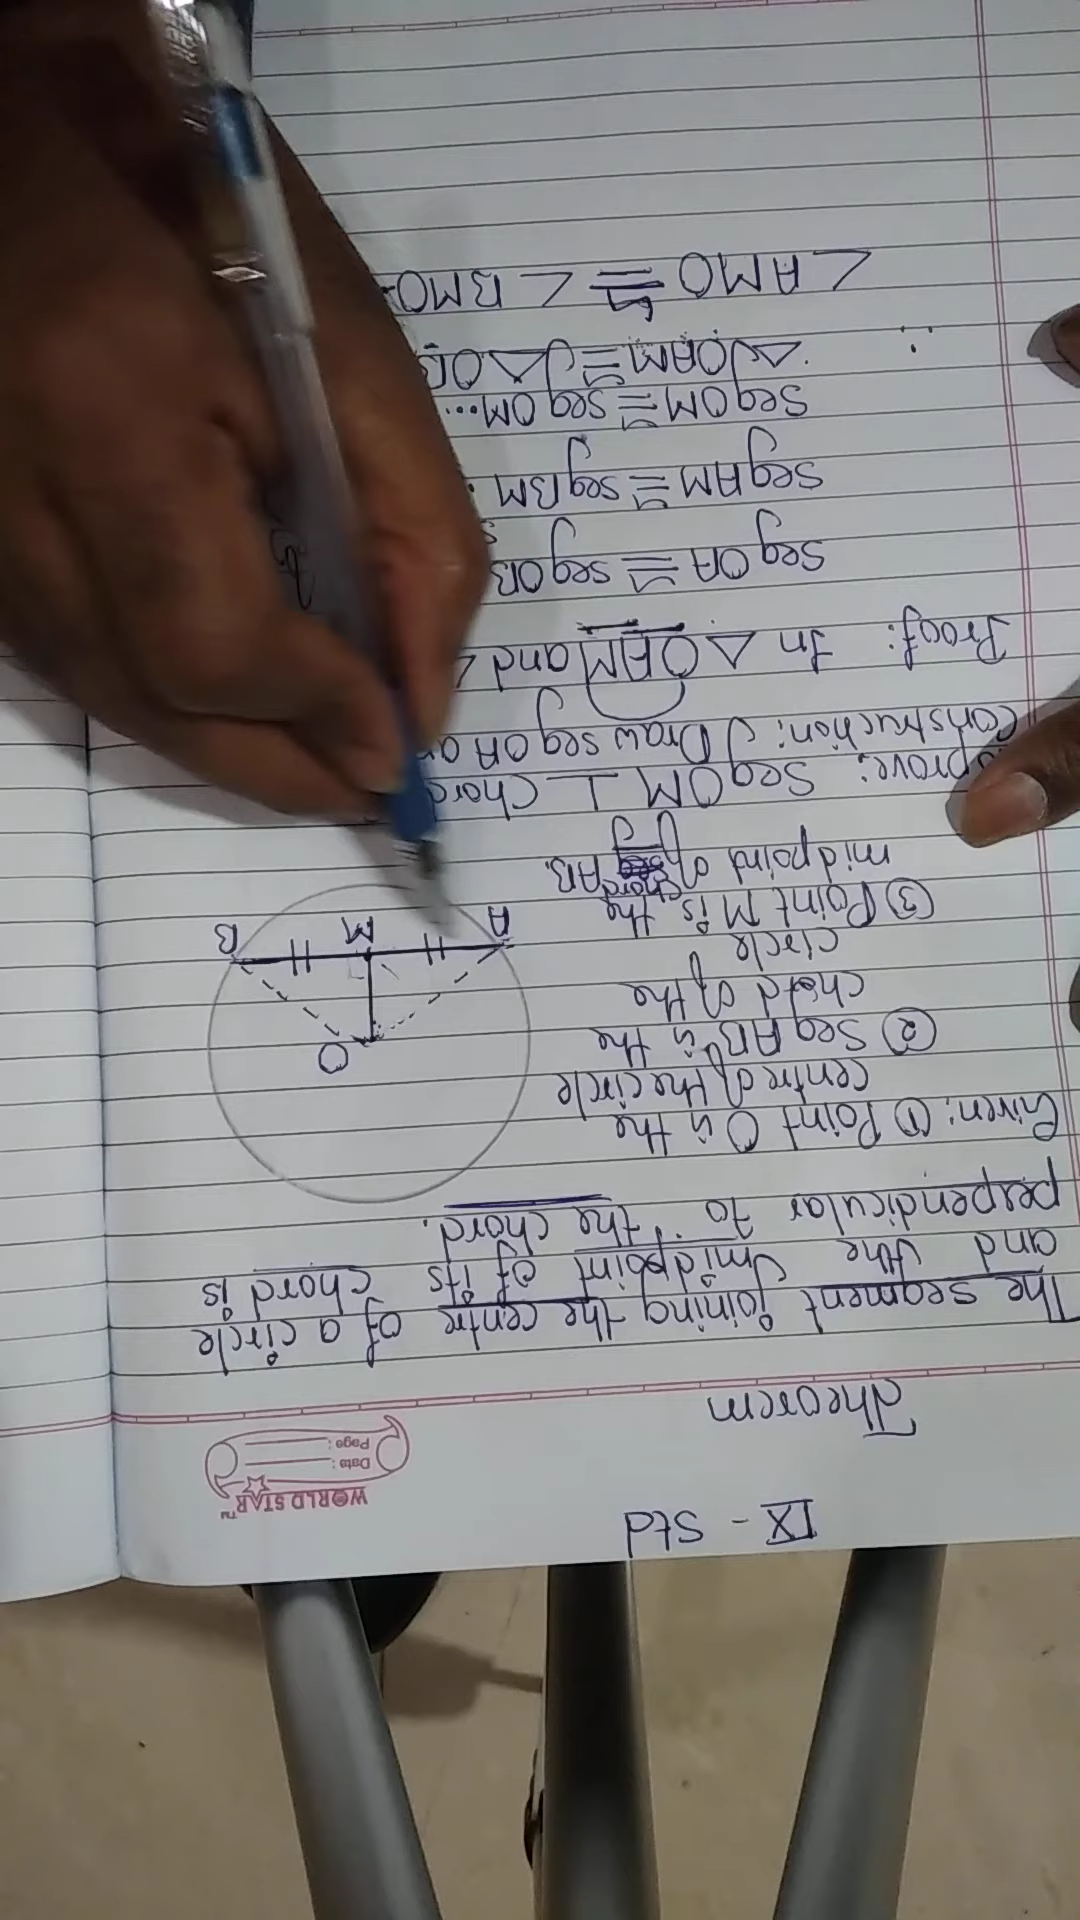 IX - Std
WORLD STAR™
Date :
Page :
Theorem
The segment joining the centre of a circle
and the midpoint of its chord is
perpendicular to the chord.
Given: ① Point O is the
centre of the circle
② Seg AB is the
chord of the
circle
③ Point M is the
midpoint of chord AB.
O
A
M
B
prove: Seg OM ⊥ Chord
Construction: Draw seg OA
Proof: In △ OAM and
seg OA ≅ seg OB
seg AM ≅ seg BM
seg OM ≅ seg OM...
∴ △ OAM ≅ △ OB
∠ AMO ≅ ∠ BMO